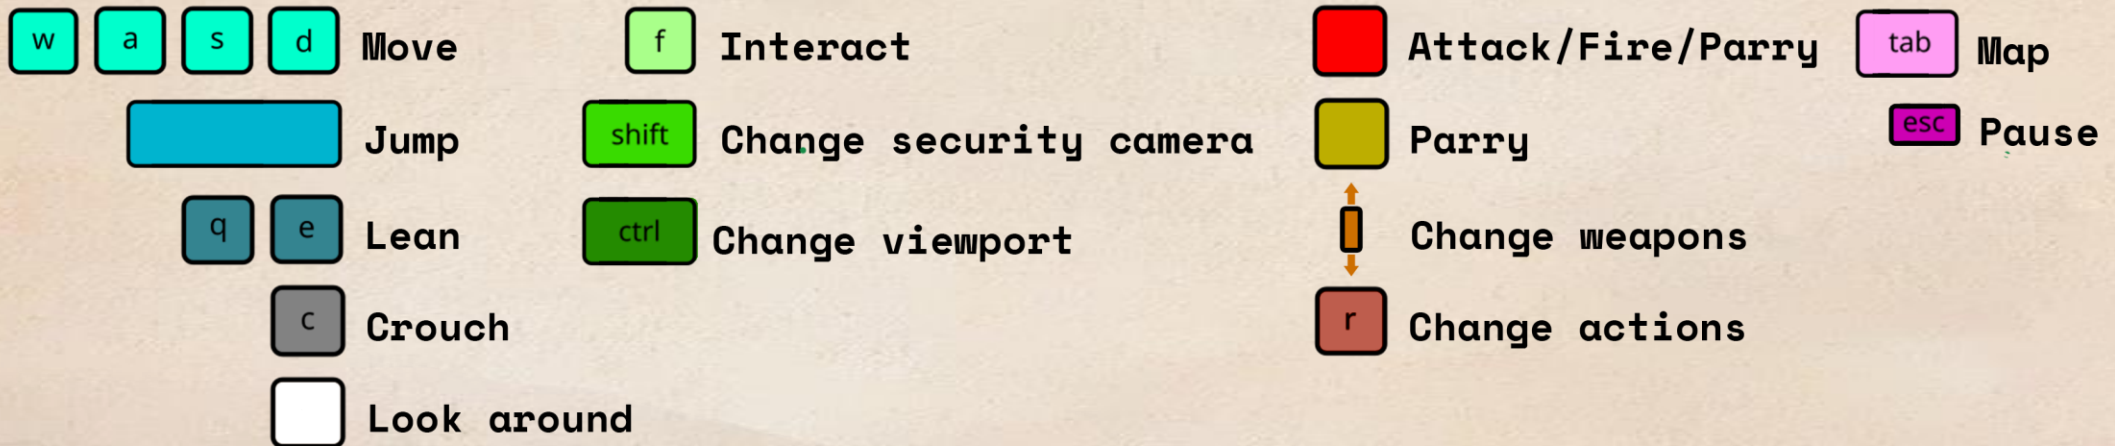 w a s d Move
Jump
q e Lean
c Crouch
Look around
f Interact
shift Change security camera
ctrl Change viewport
Attack/Fire/Parry
Parry
Change weapons
r Change actions
tab Map
esc Pause